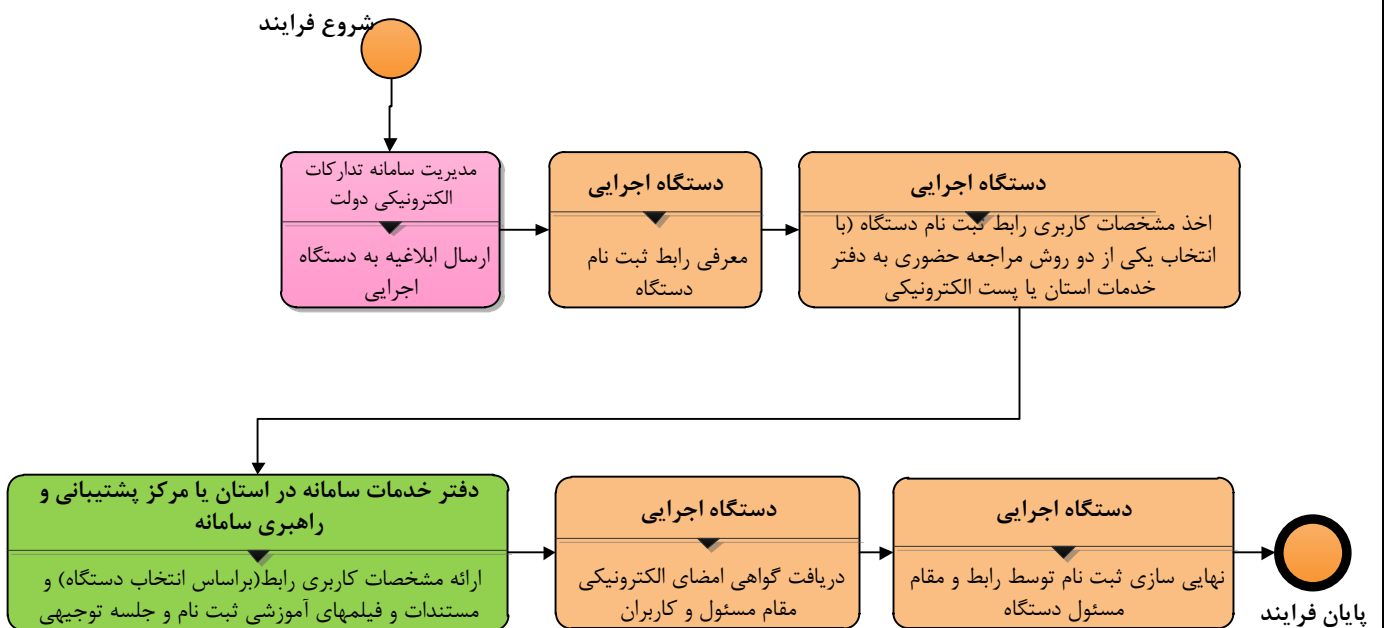 شروع فرایند
مدیریت سامانه تدارکات
الکترونیکی دولت
ارسال ابلاغیه به دستگاه
اجرایی
دستگاه اجرایی
معرفی رابط ثبت نام
دستگاه
دستگاه اجرایی
اخذ مشخصات کاربری رابط ثبت نام دستگاه (با
انتخاب یکی از دو روش مراجعه حضوری به دفتر
خدمات استان یا پست الکترونیکی
دفتر خدمات سامانه در استان یا مرکز پشتیبانی و
راهبری سامانه
ارائه مشخصات کاربری رابط(براساس انتخاب دستگاه) و
مستندات و فیلمهای آموزشی ثبت نام و جلسه توجیهی
دستگاه اجرایی
دریافت گواهی امضای الکترونیکی
مقام مسئول و کاربران
دستگاه اجرایی
نهایی سازی ثبت نام توسط رابط و مقام
مسئول دستگاه
پایان فرایند